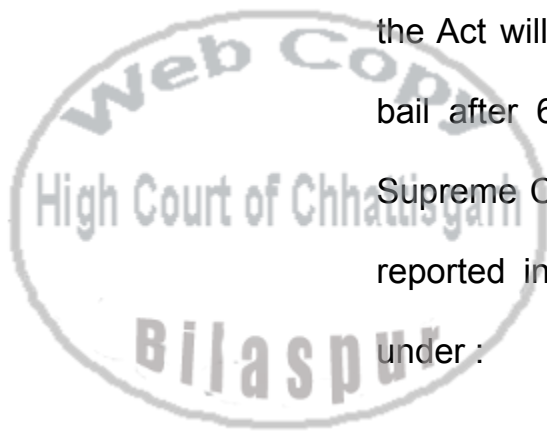 the Act will
Web Copy
bail after 6
High Court of Chhattisgarh
Supreme C
reported in
Bilaspur
under :